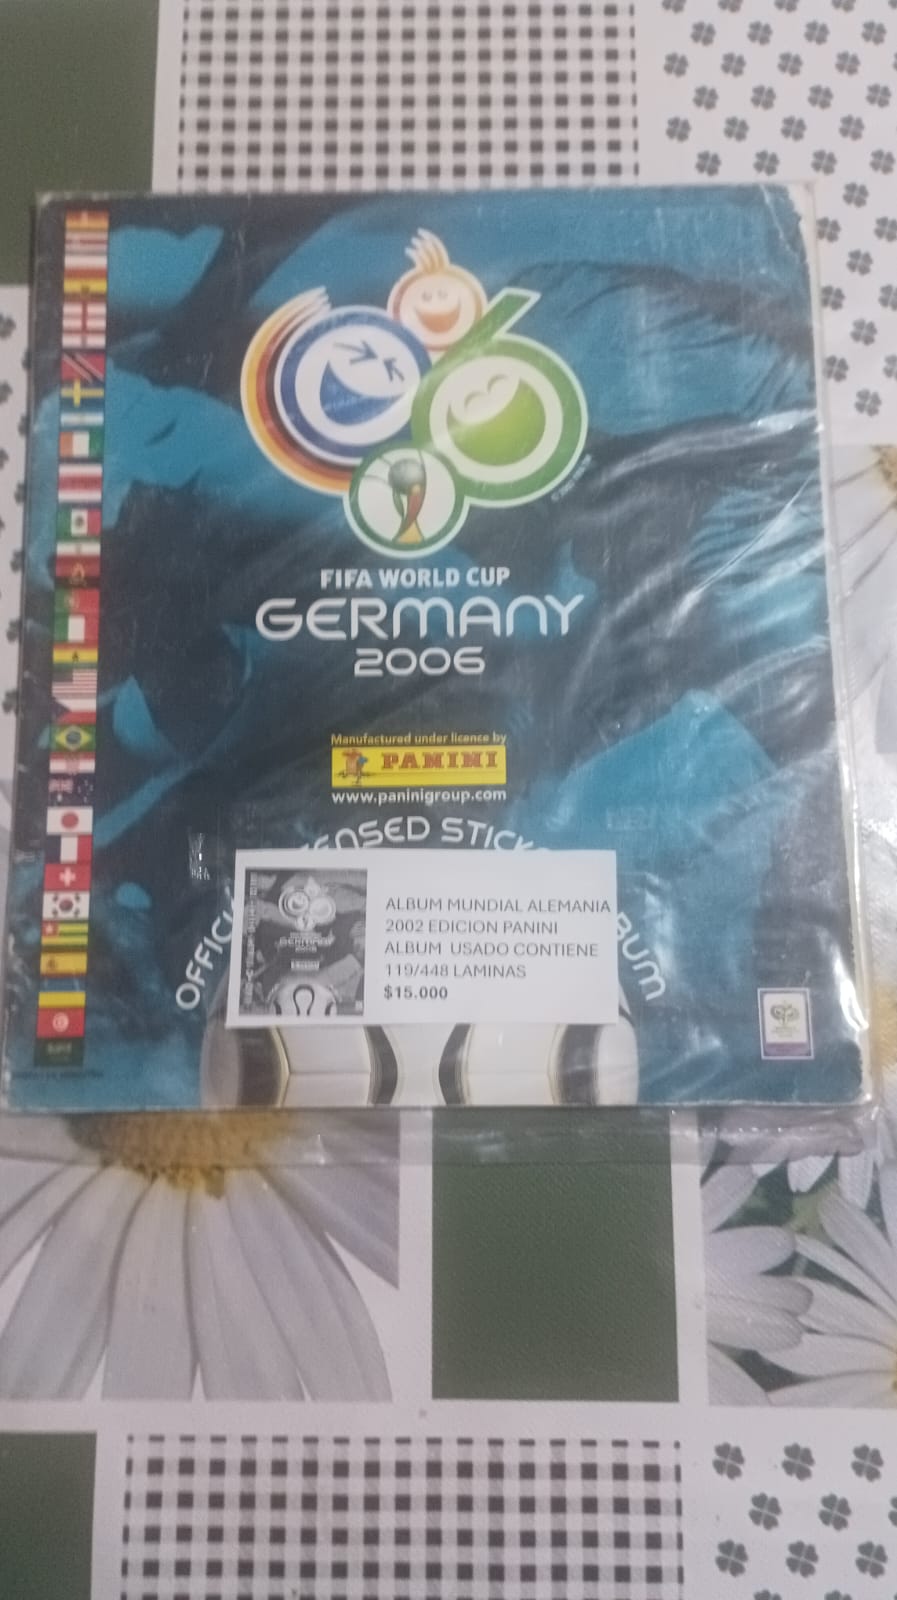 FIFA WORLD CUP
GERMANY
2006
Manufactured under licence by
PANINI
www.paninigroup.com
STICK
ALBUM MUNDIAL ALEMANIA
2002 EDICION PANINI
ALBUM USADO CONTIENE
119/448 LAMINAS
$15.000